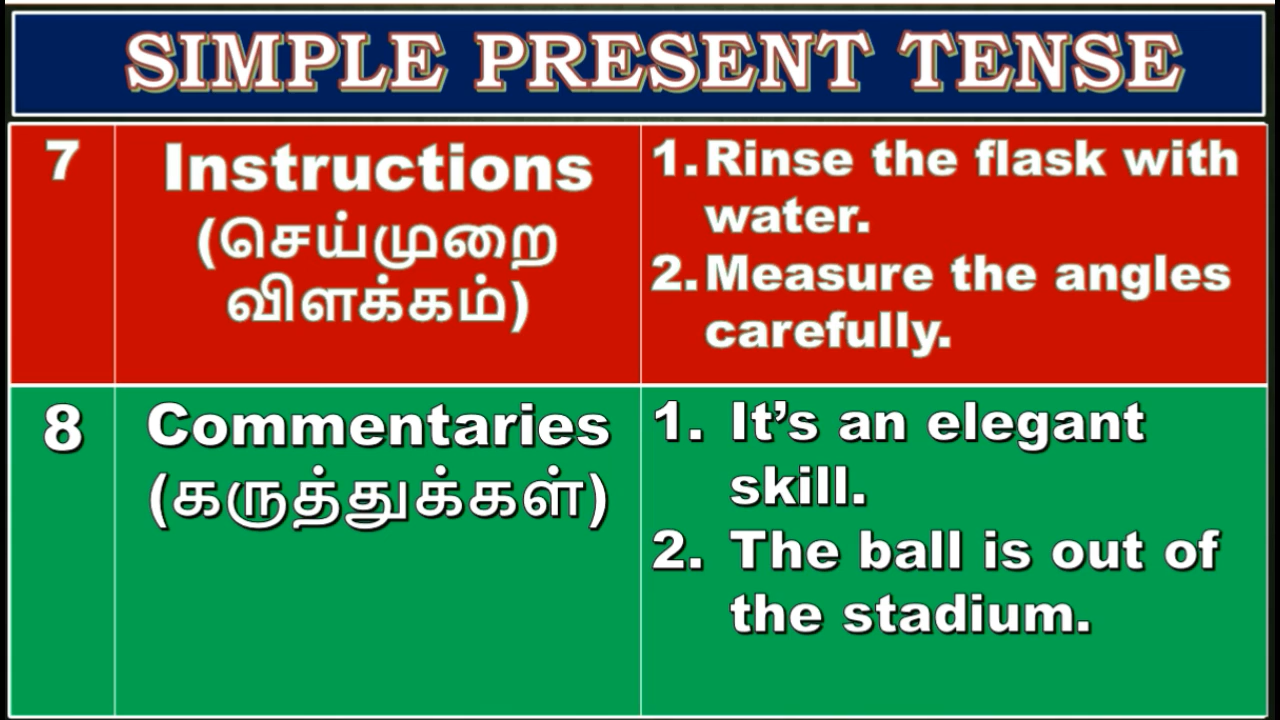 SIMPLE PRESENT TENSE
7
Instructions
(செய்முறை
விளக்கம்)
1. Rinse the flask with
water.
2. Measure the angles
carefully.
8
Commentaries
(கருத்துக்கள்)
1. It’s an elegant
skill.
2. The ball is out of
the stadium.